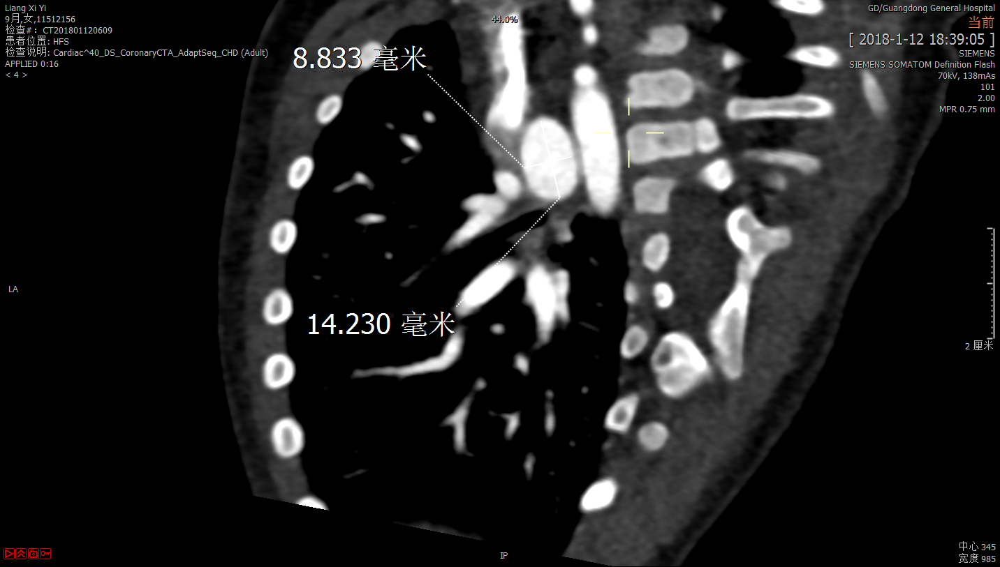 Liang Xi Yi
9月,女,11512156
检查#: CT201801120609
患者位置: HFS
检查说明: Cardiac^40_DS_CoronaryCTA_AdaptSeq_CHD (Adult)
APPLIED 0:16
< 4 >
44.0%
GD/Guangdong General Hospital
当前
[ 2018-1-12 18:39:05 ]
SIEMENS
SIEMENS SOMATOM Definition Flash
70kV, 138mAs
101
2.00
MPR 0.75 mm
8.833 毫米
LA
14.230 毫米
2 厘米
IP
中心 345
宽度 985